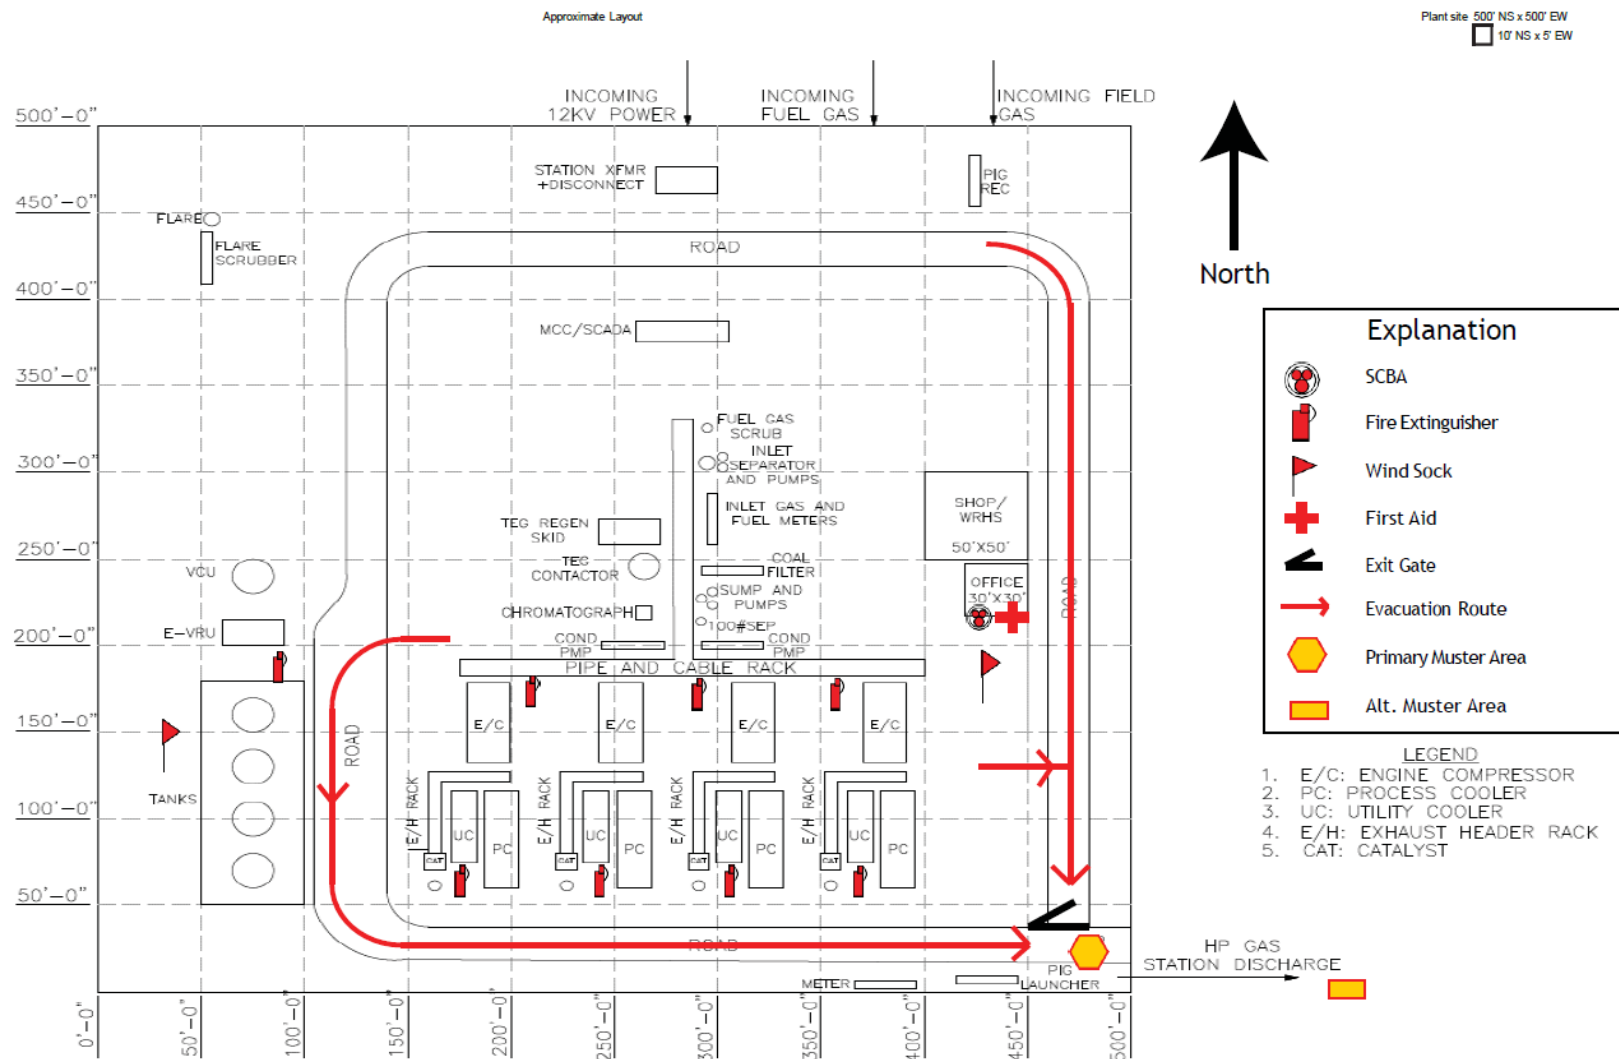 Approximate Layout
Plant site 500' NS x 500' EW
10' NS x 5' EW
INCOMING
12KV POWER
INCOMING
FUEL GAS
INCOMING FIELD
GAS
500'-0"
450'-0"
400'-0"
350'-0"
300'-0"
250'-0"
200'-0"
150'-0"
100'-0"
50'-0"
STATION XFMR
+DISCONNECT
PIG
REC
FLARE
FLARE
SCRUBBER
ROAD
North
MCC/SCADA
FUEL GAS
SCRUB
INLET
SEPARATOR
AND PUMPS
INLET GAS AND
FUEL METERS
TEG REGEN
SKID
TEG
CONTACTOR
COAL
FILTER
CHROMATOGRAPH
SUMP AND
PUMPS
100#SEP
COND
PMP
COND
PMP
PIPE AND CABLE RACK
SHOP/
WRHS
50'X50'
OFFICE
30'X30'
ROAD
VCU
E-VRU
TANKS
ROAD
E/C
E/C
E/C
E/C
E/H RACK
E/H RACK
E/H RACK
E/H RACK
UC
PC
UC
PC
UC
PC
UC
PC
CAT
CAT
CAT
CAT
ROAD
METER
PIG
LAUNCHER
HP GAS
STATION DISCHARGE
0'-0"
50'-0"
100'-0"
150'-0"
200'-0"
250'-0"
300'-0"
350'-0"
400'-0"
450'-0"
500'-0"
Explanation
SCBA
Fire Extinguisher
Wind Sock
First Aid
Exit Gate
Evacuation Route
Primary Muster Area
Alt. Muster Area
LEGEND
1. E/C: ENGINE COMPRESSOR
2. PC: PROCESS COOLER
3. UC: UTILITY COOLER
4. E/H: EXHAUST HEADER RACK
5. CAT: CATALYST